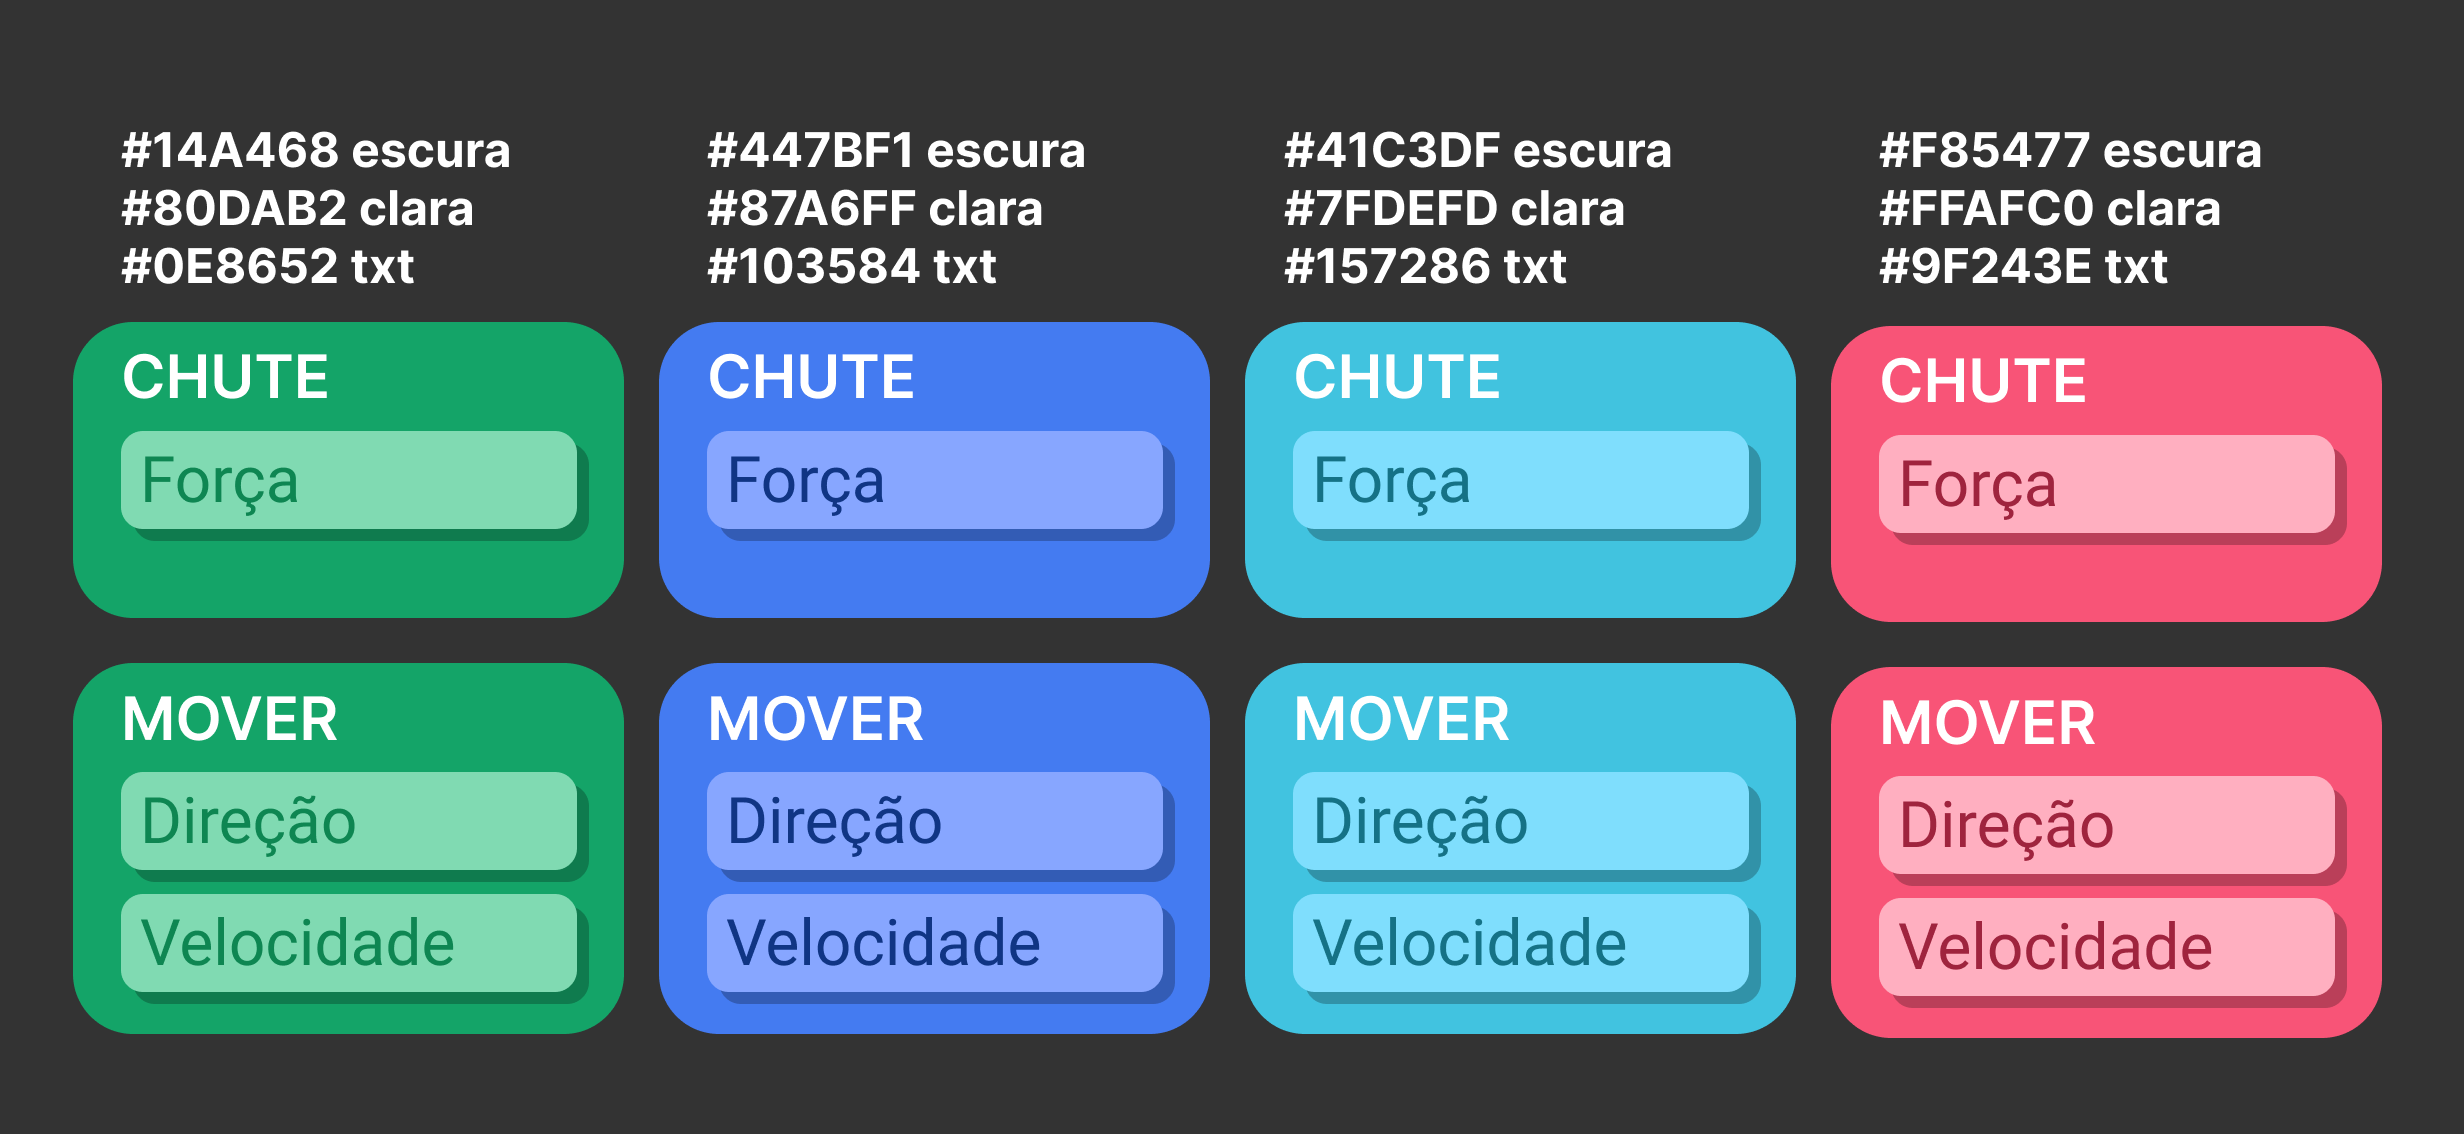 #14A468 escura
#80DAB2 clara
#0E8652 txt
#447BF1 escura
#87A6FF clara
#103584 txt
#41C3DF escura
#7FDEFD clara
#157286 txt
#F85477 escura
#FFAFC0 clara
#9F243E txt
CHUTE
Força
CHUTE
Força
CHUTE
Força
CHUTE
Força
MOVER
Direção
Velocidade
MOVER
Direção
Velocidade
MOVER
Direção
Velocidade
MOVER
Direção
Velocidade